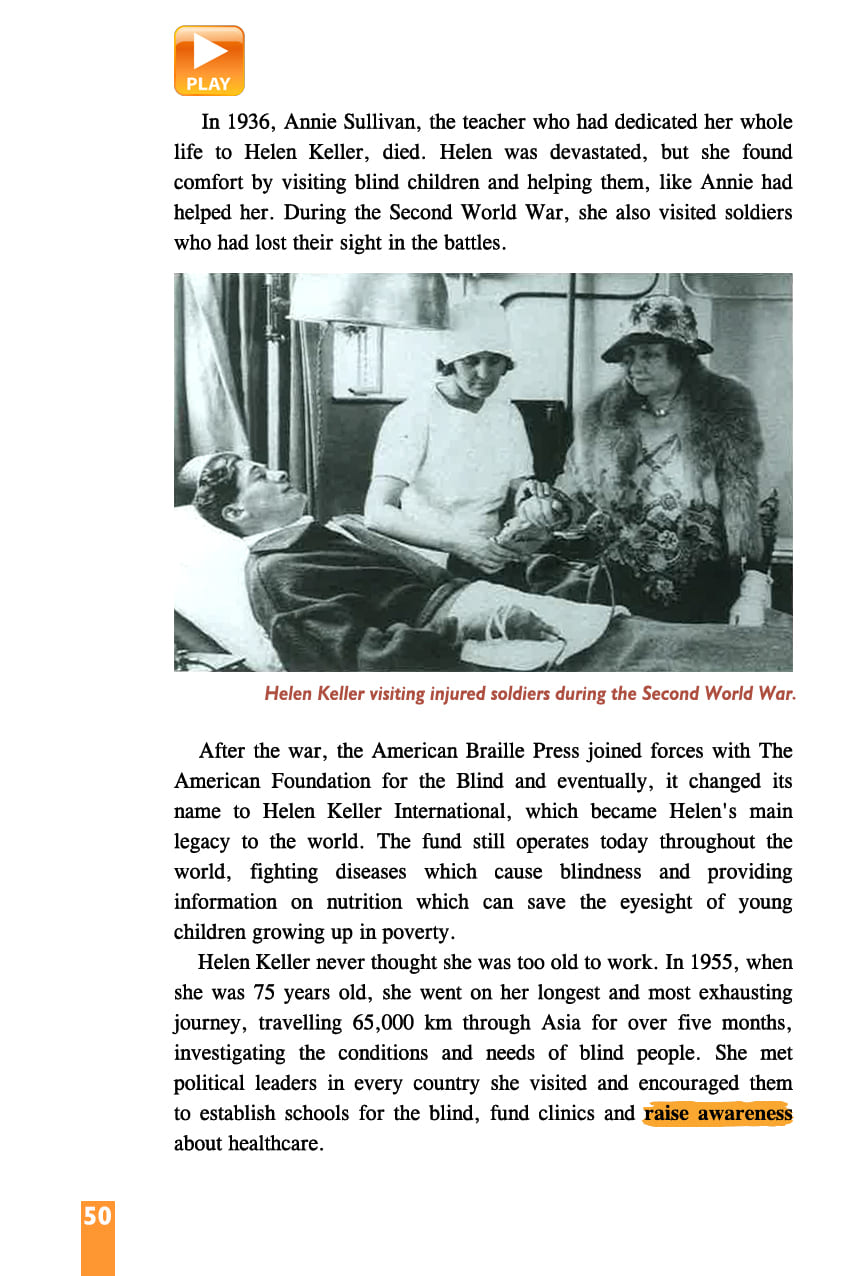 PLAY
In 1936, Annie Sullivan, the teacher who had dedicated her whole
life to Helen Keller, died. Helen was devastated, but she found
comfort by visiting blind children and helping them, like Annie had
helped her. During the Second World War, she also visited soldiers
who had lost their sight in the battles.
Helen Keller visiting injured soldiers during the Second World War.
After the war, the American Braille Press joined forces with The
American Foundation for the Blind and eventually, it changed its
name to Helen Keller International, which became Helen's main
legacy to the world. The fund still operates today throughout the
world, fighting diseases which cause blindness and providing
information on nutrition which can save the eyesight of young
children growing up in poverty.
Helen Keller never thought she was too old to work. In 1955, when
she was 75 years old, she went on her longest and most exhausting
journey, travelling 65,000 km through Asia for over five months,
investigating the conditions and needs of blind people. She met
political leaders in every country she visited and encouraged them
to establish schools for the blind, fund clinics and raise awareness
about healthcare.
50